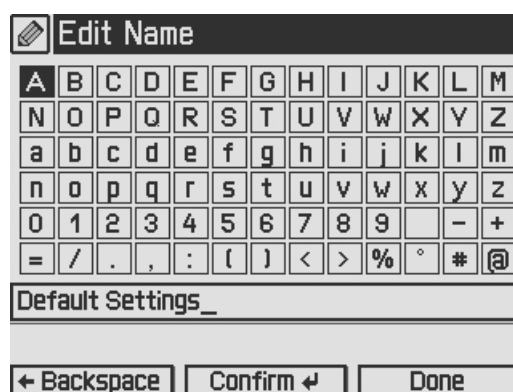 Edit Name
A B C D E F G H I J K L M
N O P Q R S T U V W X Y Z
a b c d e f g h i j k l m
n o p q r s t u v w x y z
0 1 2 3 4 5 6 7 8 9 - +
= / . , : ( ) < > % ° # @
Default Settings_
← Backspace Confirm ↵ Done